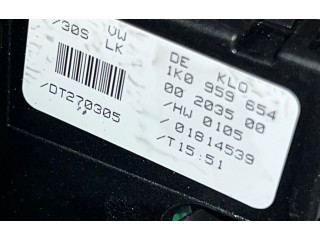 VW
/30S LK
/DT270305
DE KLO
1K0 959 654
00 2035 00
/HW 0105
/01814539
/T15:51